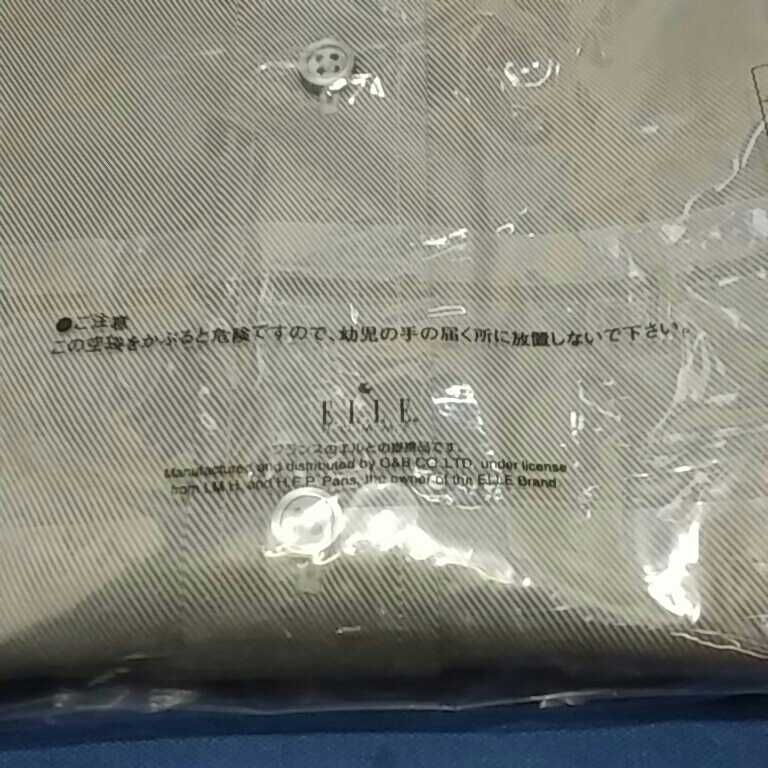 ●ご注意
この空袋をかぶると危険ですので、幼児の手の届く所に放置しないで下さい。
ELLE
フランスのエルとの提携品です。
Manufactured and distributed by G&B CO.,LTD. under license
from I.M.H. and H.F.P. Paris, the owner of the ELLE Brand